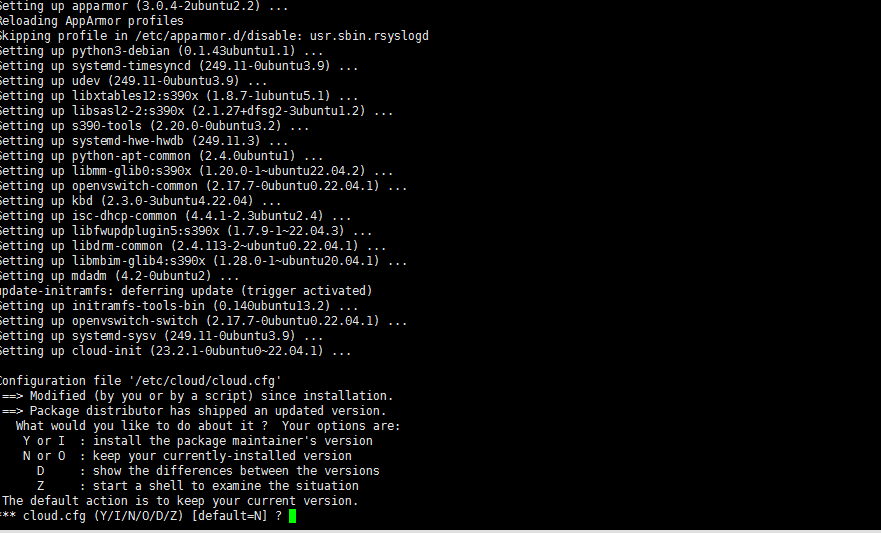 Setting up apparmor (3.0.4-2ubuntu2.2) ...
Reloading AppArmor profiles
Skipping profile in /etc/apparmor.d/disable: usr.sbin.rsyslogd
Setting up python3-debian (0.1.43ubuntu1.1) ...
Setting up systemd-timesyncd (249.11-0ubuntu3.9) ...
Setting up udev (249.11-0ubuntu3.9) ...
Setting up libxtables12:s390x (1.8.7-1ubuntu5.1) ...
Setting up libsasl2-2:s390x (2.1.27+dfsg2-3ubuntu1.2) ...
Setting up s390-tools (2.20.0-0ubuntu3.2) ...
Setting up systemd-hwe-hwdb (249.11.3) ...
Setting up python-apt-common (2.4.0ubuntu1) ...
Setting up libmm-glib0:s390x (1.20.0-1~ubuntu22.04.2) ...
Setting up openvswitch-common (2.17.7-0ubuntu0.22.04.1) ...
Setting up kbd (2.3.0-3ubuntu4.22.04) ...
Setting up isc-dhcp-common (4.4.1-2.3ubuntu2.4) ...
Setting up libfwupdplugin5:s390x (1.7.9-1~22.04.3) ...
Setting up libdrm-common (2.4.113-2~ubuntu0.22.04.1) ...
Setting up libmbim-glib4:s390x (1.28.0-1~ubuntu20.04.1) ...
Setting up mdadm (4.2-0ubuntu2) ...
update-initramfs: deferring update (trigger activated)
Setting up initramfs-tools-bin (0.140ubuntu13.2) ...
Setting up openvswitch-switch (2.17.7-0ubuntu0.22.04.1) ...
Setting up systemd-sysv (249.11-0ubuntu3.9) ...
Setting up cloud-init (23.2.1-0ubuntu0~22.04.1) ...
Configuration file '/etc/cloud/cloud.cfg'
==> Modified (by you or by a script) since installation.
==> Package distributor has shipped an updated version.
What would you like to do about it ?  Your options are:
Y or I  : install the package maintainer's version
N or O  : keep your currently-installed version
D     : show the differences between the versions
Z     : start a shell to examine the situation
The default action is to keep your current version.
*** cloud.cfg (Y/I/N/O/D/Z) [default=N] ?